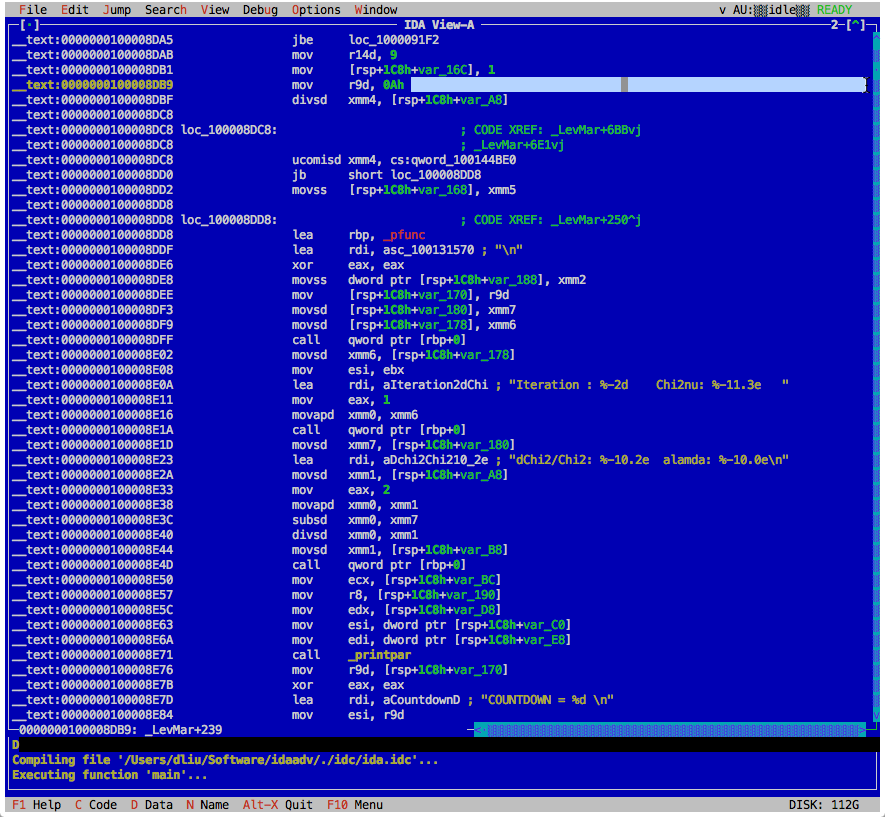 File  Edit  Jump  Search  View  Debug  Options  Window  v AU: idle  READY
[·] IDA View-A 2-[^]
__text:0000000100008DA5 jbe loc_1000091F2
__text:0000000100008DAB mov r14d, 9
__text:0000000100008DB1 mov [rsp+1C8h+var_16C], 1
__text:0000000100008DB9 mov r9d, 0Ah
__text:0000000100008DBF divsd xmm4, [rsp+1C8h+var_A8]
__text:0000000100008DC8
__text:0000000100008DC8 loc_100008DC8: ; CODE XREF: _LevMar+6BBvj
__text:0000000100008DC8 ; _LevMar+6E1vj
__text:0000000100008DC8 ucomisd xmm4, cs:qword_100144BE0
__text:0000000100008DD0 jb short loc_100008DD8
__text:0000000100008DD2 movss [rsp+1C8h+var_168], xmm5
__text:0000000100008DD8
__text:0000000100008DD8 loc_100008DD8: ; CODE XREF: _LevMar+250^j
__text:0000000100008DD8 lea rbp, _pfunc
__text:0000000100008DDF lea rdi, asc_100131570 ; "\n"
__text:0000000100008DE6 xor eax, eax
__text:0000000100008DE8 movss dword ptr [rsp+1C8h+var_188], xmm2
__text:0000000100008DEE mov [rsp+1C8h+var_170], r9d
__text:0000000100008DF3 movsd [rsp+1C8h+var_180], xmm7
__text:0000000100008DF9 movsd [rsp+1C8h+var_178], xmm6
__text:0000000100008DFF call qword ptr [rbp+0]
__text:0000000100008E02 movsd xmm6, [rsp+1C8h+var_178]
__text:0000000100008E08 mov esi, ebx
__text:0000000100008E0A lea rdi, aIteration2dChi ; "Iteration : %-2d    Chi2nu: %-11.3e   "
__text:0000000100008E11 mov eax, 1
__text:0000000100008E16 movapd xmm0, xmm6
__text:0000000100008E1A call qword ptr [rbp+0]
__text:0000000100008E1D movsd xmm7, [rsp+1C8h+var_180]
__text:0000000100008E23 lea rdi, aDchi2Chi210_2e ; "dChi2/Chi2: %-10.2e  alamda: %-10.0e\n"
__text:0000000100008E2A movsd xmm1, [rsp+1C8h+var_A8]
__text:0000000100008E33 mov eax, 2
__text:0000000100008E38 movapd xmm0, xmm1
__text:0000000100008E3C subsd xmm0, xmm7
__text:0000000100008E40 divsd xmm0, xmm1
__text:0000000100008E44 movsd xmm1, [rsp+1C8h+var_B8]
__text:0000000100008E4D call qword ptr [rbp+0]
__text:0000000100008E50 mov ecx, [rsp+1C8h+var_BC]
__text:0000000100008E57 mov r8, [rsp+1C8h+var_190]
__text:0000000100008E5C mov edx, [rsp+1C8h+var_D8]
__text:0000000100008E63 mov esi, dword ptr [rsp+1C8h+var_C0]
__text:0000000100008E6A mov edi, dword ptr [rsp+1C8h+var_E8]
__text:0000000100008E71 call _printpar
__text:0000000100008E76 mov r9d, [rsp+1C8h+var_170]
__text:0000000100008E7B xor eax, eax
__text:0000000100008E7D lea rdi, aCountdownD ; "COUNTDOWN = %d \n"
__text:0000000100008E84 mov esi, r9d
0000000100008DB9: _LevMar+239
D
Compiling file '/Users/dliu/Software/idaadv/./idc/ida.idc'...
Executing function 'main'...
F1 Help  C Code  D Data  N Name  Alt-X Quit  F10 Menu  DISK: 112G